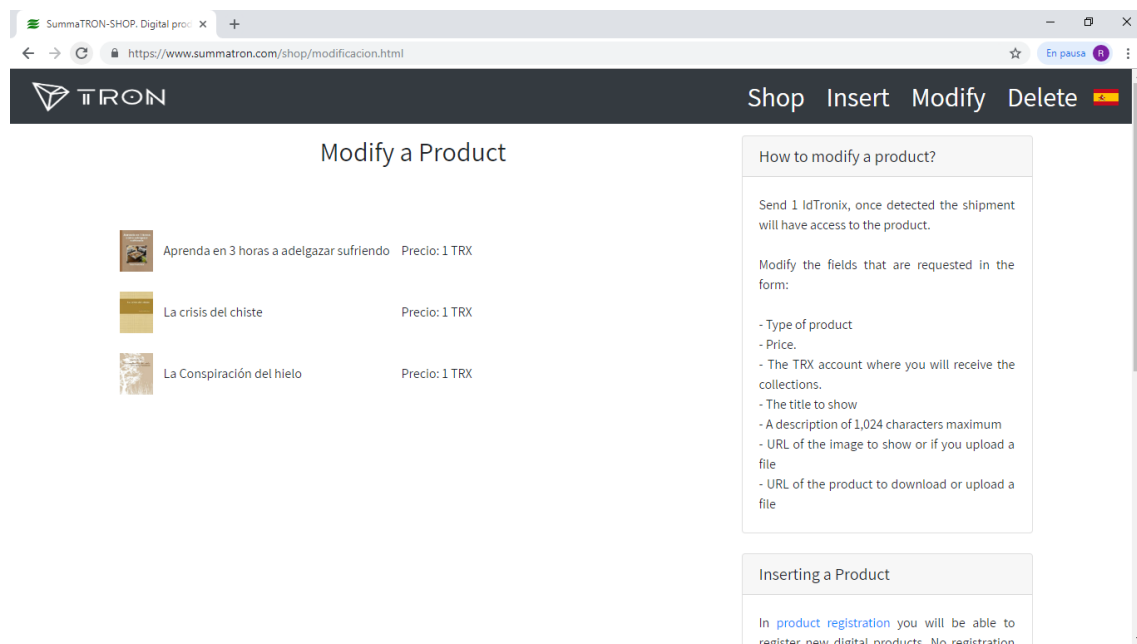 SummaTRON-SHOP. Digital prod
https://www.summatron.com/shop/modificacion.html
En pausa
R
TRON
Shop Insert Modify Delete
Modify a Product
Aprenda en 3 horas a adelgazar sufriendo Precio: 1 TRX
La crisis del chiste Precio: 1 TRX
La Conspiración del hielo Precio: 1 TRX
How to modify a product?
Send 1 IdTronix, once detected the shipment
will have access to the product.
Modify the fields that are requested in the
form:
- Type of product
- Price.
- The TRX account where you will receive the
collections.
- The title to show
- A description of 1,024 characters maximum
- URL of the image to show or if you upload a
file
- URL of the product to download or upload a
file
Inserting a Product
In product registration you will be able to
register new digital products. No registration